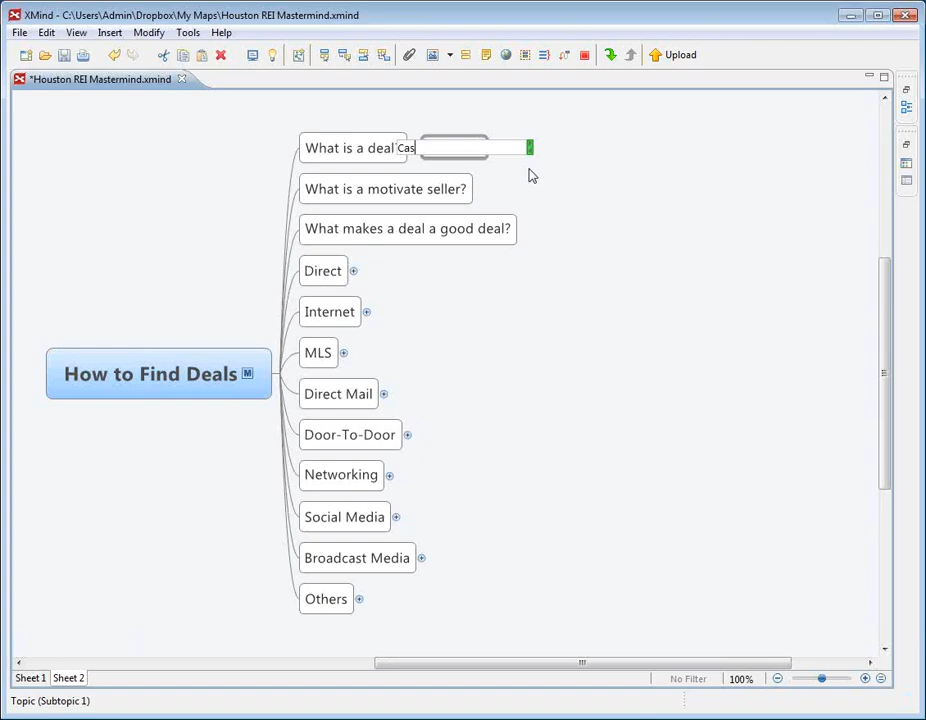 XMind - C:\Users\Admin\Dropbox\My Maps\Houston REI Mastermind.xmind
File Edit View Insert Modify Tools Help
Upload
*Houston REI Mastermind.xmind
What is a deal? Cas
What is a motivate seller?
What makes a deal a good deal?
Direct
Internet
MLS
How to Find Deals M
Direct Mail
Door-To-Door
Networking
Social Media
Broadcast Media
Others
Sheet 1 Sheet 2
No Filter 100%
Topic (Subtopic 1)